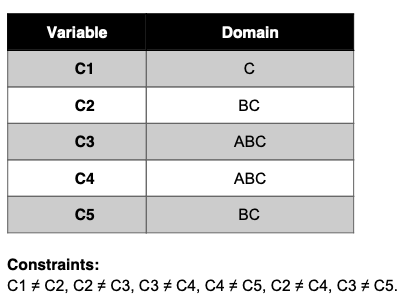 Variable Domain
C1 C
C2 BC
C3 ABC
C4 ABC
C5 BC
Constraints:
C1 ≠ C2, C2 ≠ C3, C3 ≠ C4, C4 ≠ C5, C2 ≠ C4, C3 ≠ C5.